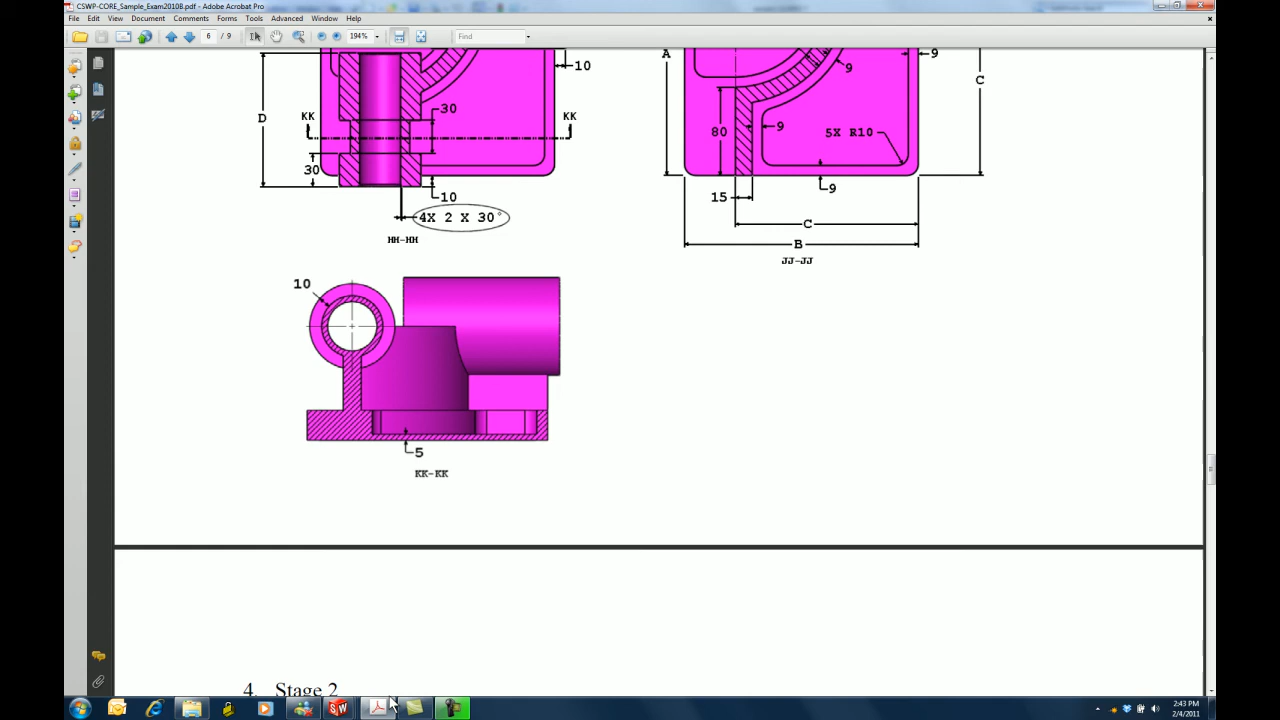 CSWP-CORE_Sample_Exam2010B.pdf - Adobe Acrobat Pro
File Edit View Document Comments Forms Tools Advanced Window Help
6 / 9 194% Find
10
A
9
9
C
D
KK
30
KK
80
9
5X R10
30
10
9
4X 2 X 30°
15
C
HH-HH
B
JJ-JJ
10
5
KK-KK
4. Stage 2
2:43 PM
2/4/2011